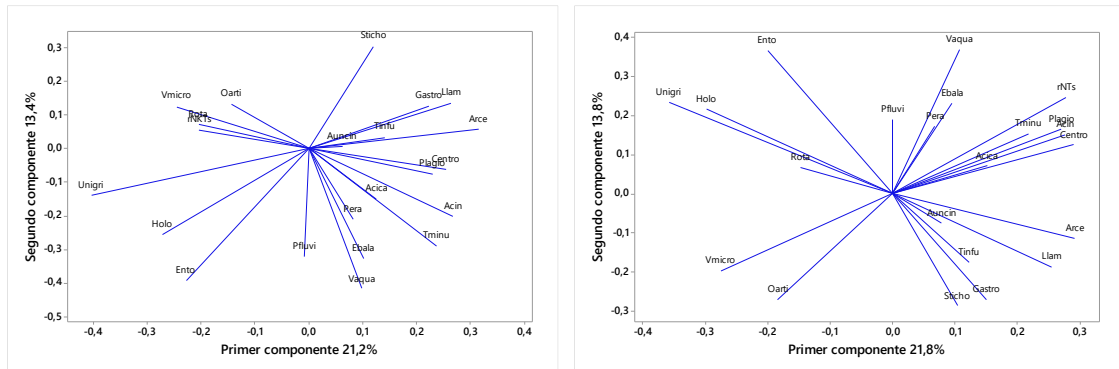 Sticho
0,3
0,2
Vmicro
Oarti
Gastro
Llam
0,1
Rota
rNKTs
Arce
Auncin
Tinfu
0,0
Centro
Plagio
-0,1
Unigri
Acica
Pera
Acin
-0,2
Holo
Tminu
Pfluvi
Ebala
-0,3
Ento
Vaqua
-0,4
-0,5
-0,4
-0,3
-0,2
-0,1
0,0
0,1
0,2
0,3
0,4
Segundo componente 13,4%
Primer componente 21,2%
0,4
Ento
Vaqua
0,3
Unigri
Holo
Ebala
rNTs
0,2
Pfluvi
Pera
Tminu
Plagio
Acin
Centro
0,1
Rota
Acica
0,0
Auncin
Arce
-0,1
Tinfu
Llam
Vmicro
-0,2
Oarti
Sticho
Gastro
-0,3
-0,4
-0,3
-0,2
-0,1
0,0
0,1
0,2
0,3
Segundo componente 13,8%
Primer componente 21,8%